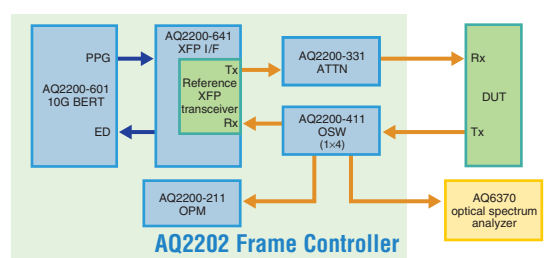 PPG
AQ2200-601
10G BERT
ED
AQ2200-641
XFP I/F
Tx
Reference
XFP
transceiver
Rx
AQ2200-331
ATTN
AQ2200-411
OSW
(1×4)
Rx
DUT
Tx
AQ2200-211
OPM
AQ6370
optical spectrum
analyzer
AQ2202 Frame Controller